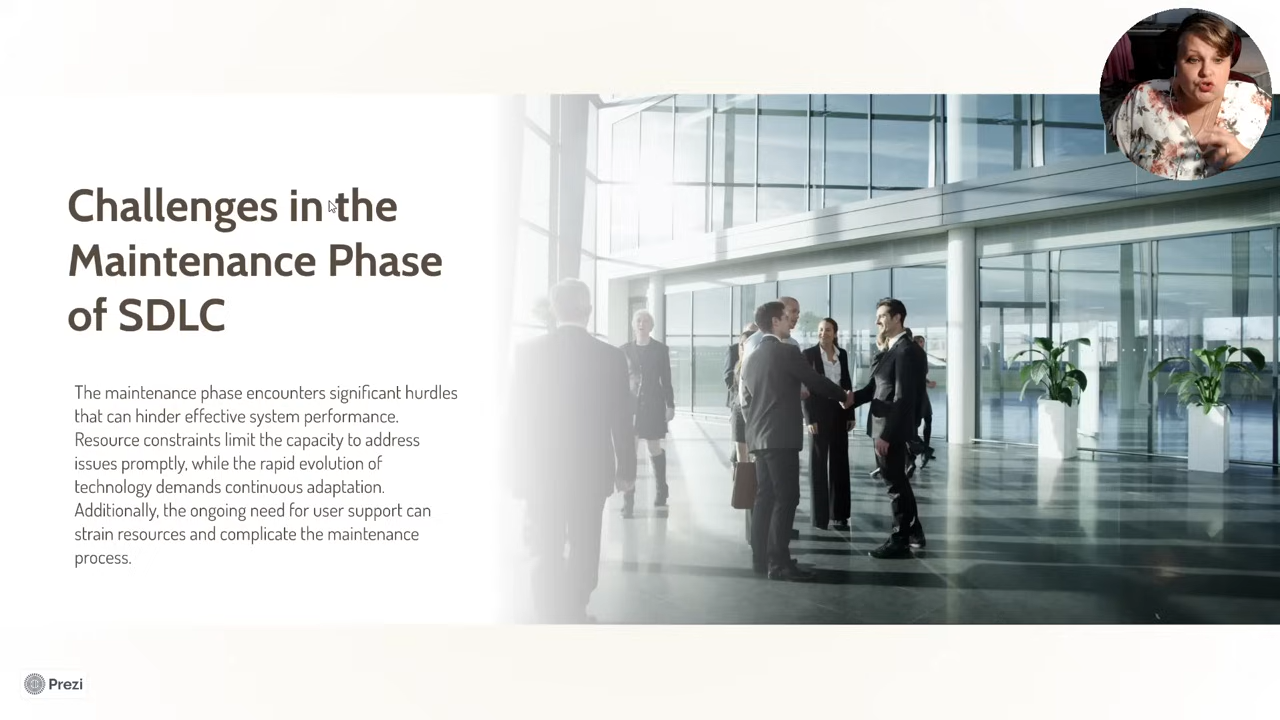 Challenges in the
Maintenance Phase
of SDLC
The maintenance phase encounters significant hurdles
that can hinder effective system performance.
Resource constraints limit the capacity to address
issues promptly, while the rapid evolution of
technology demands continuous adaptation.
Additionally, the ongoing need for user support can
strain resources and complicate the maintenance
process.
Prezi